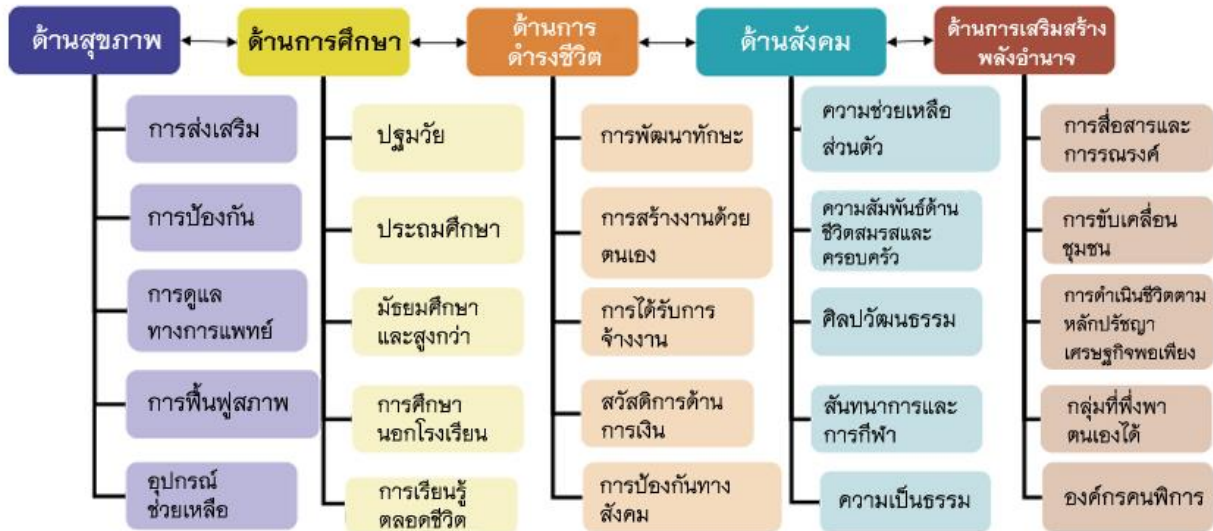 ด้านสุขภาพ
ด้านการศึกษา
ด้านการ
ดำรงชีวิต
ด้านสังคม
ด้านการเสริมสร้าง
พลังอำนาจ
การส่งเสริม
การป้องกัน
การดูแล
ทางการแพทย์
การฟื้นฟูสภาพ
อุปกรณ์
ช่วยเหลือ
ปฐมวัย
ประถมศึกษา
มัธยมศึกษา
และสูงกว่า
การศึกษา
นอกโรงเรียน
การเรียนรู้
ตลอดชีวิต
การพัฒนาทักษะ
การสร้างงานด้วย
ตนเอง
การได้รับการ
จ้างงาน
สวัสดิการด้าน
การเงิน
การป้องกันทาง
สังคม
ความช่วยเหลือ
ส่วนตัว
ความสัมพันธ์ด้าน
ชีวิตสมรสและ
ครอบครัว
ศิลปวัฒนธรรม
สันทนาการและ
การกีฬา
ความเป็นธรรม
การสื่อสารและ
การรณรงค์
การขับเคลื่อน
ชุมชน
การดำเนินชีวิตตาม
หลักปรัชญา
เศรษฐกิจพอเพียง
กลุ่มที่พึ่งพา
ตนเองได้
องค์กรคนพิการ